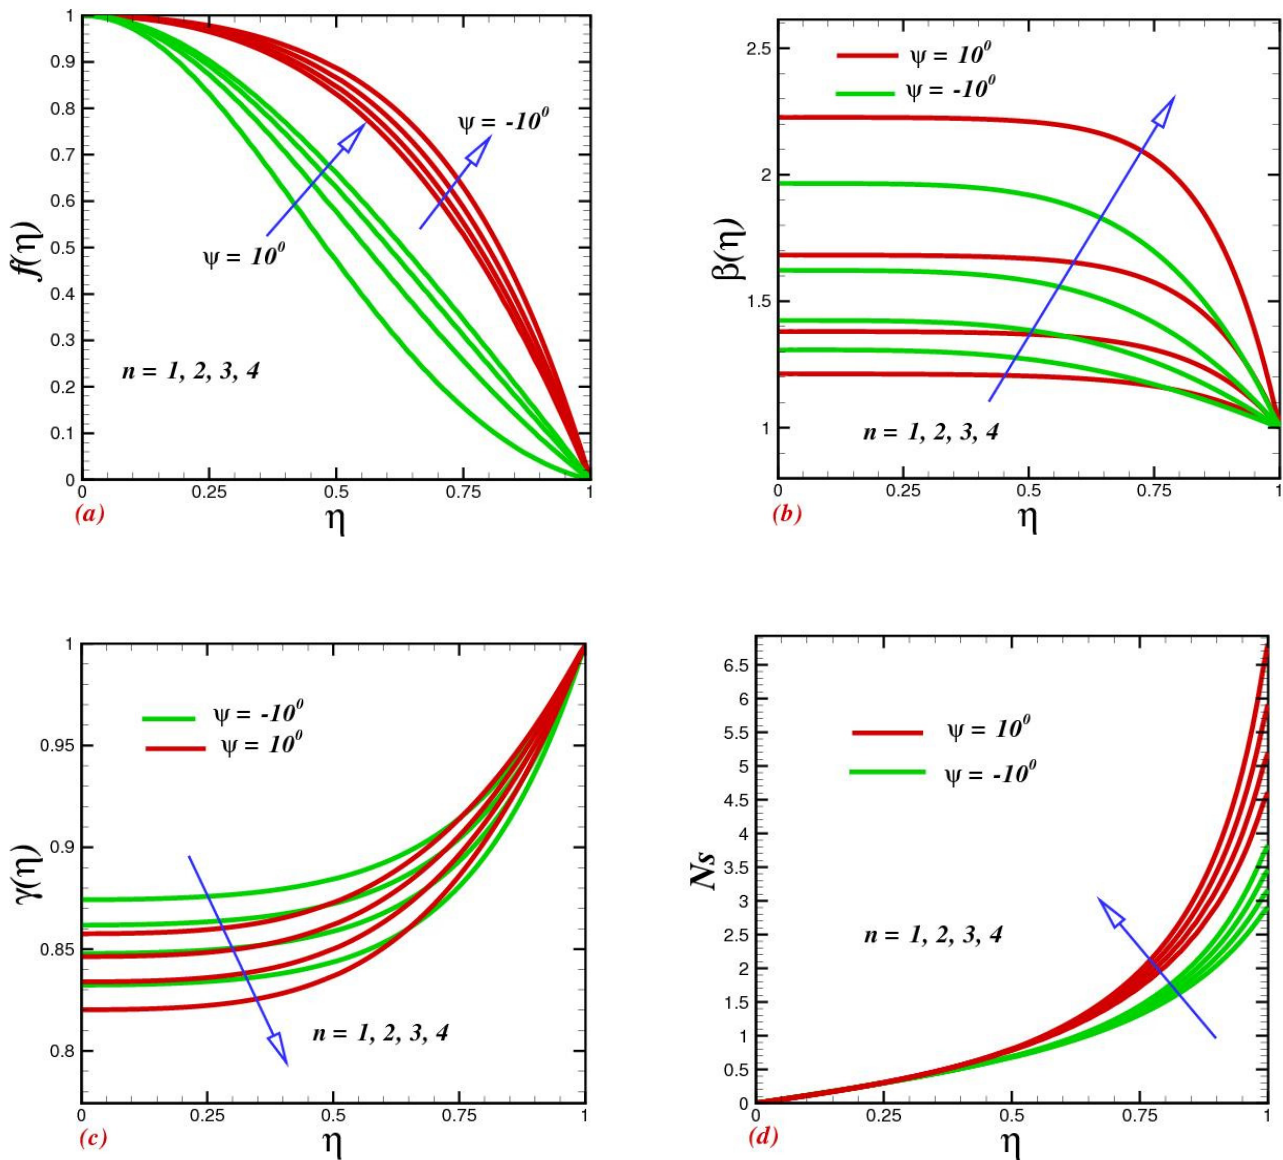 1
0.9
0.8
0.7
0.6
0.5
0.4
0.3
0.2
0.1
0
f(η)
ψ = -10⁰
ψ = 10⁰
n = 1, 2, 3, 4
0 0.25 0.5 0.75 1
(a) η
2.5
2
1.5
1
β(η)
ψ = 10⁰
ψ = -10⁰
n = 1, 2, 3, 4
0 0.25 0.5 0.75 1
(b) η
1
0.95
0.9
0.85
0.8
γ(η)
ψ = -10⁰
ψ = 10⁰
n = 1, 2, 3, 4
0 0.25 0.5 0.75 1
(c) η
6.5
6
5.5
5
4.5
4
3.5
3
2.5
2
1.5
1
0.5
0
Ns
ψ = 10⁰
ψ = -10⁰
n = 1, 2, 3, 4
0 0.25 0.5 0.75 1
(d) η